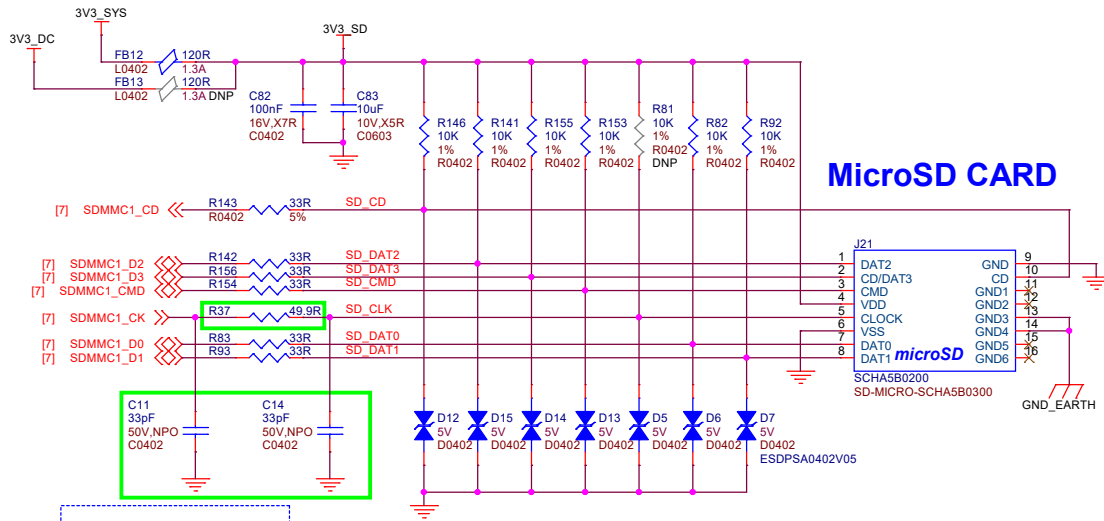 3V3_SYS
3V3_DC
3V3_SD
FB12 120R
L0402 1.3A
FB13 120R
L0402 1.3A DNP
C82
100nF
16V,X7R
C0402
C83
10uF
10V,X5R
C0603
R146
10K
1%
R0402
R141
10K
1%
R0402
R155
10K
1%
R0402
R153
10K
1%
R0402
R81
10K
1%
R0402
DNP
R82
10K
1%
R0402
R92
10K
1%
R0402
MicroSD CARD
[7] SDMMC1_CD R143 33R SD_CD
R0402 5%
[7] SDMMC1_D2 R142 33R SD_DAT2
[7] SDMMC1_D3 R156 33R SD_DAT3
[7] SDMMC1_CMD R154 33R SD_CMD
[7] SDMMC1_CK R37 49.9R SD_CLK
[7] SDMMC1_D0 R83 33R SD_DAT0
[7] SDMMC1_D1 R93 33R SD_DAT1
J21
1 DAT2 GND 9
2 CD/DAT3 CD 10
3 CMD GND1 11
4 VDD GND2 12
5 CLOCK GND3 13
6 VSS GND4 14
7 DAT0 GND5 15
8 DAT1 microSD GND6 16
SCHA5B0200
SD-MICRO-SCHA5B0300
GND_EARTH
C11
33pF
50V,NPO
C0402
C14
33pF
50V,NPO
C0402
D12
5V
D0402
D15
5V
D0402
D14
5V
D0402
D13
5V
D0402
D5
5V
D0402
D6
5V
D0402
D7
5V
D0402
ESDPSA0402V05